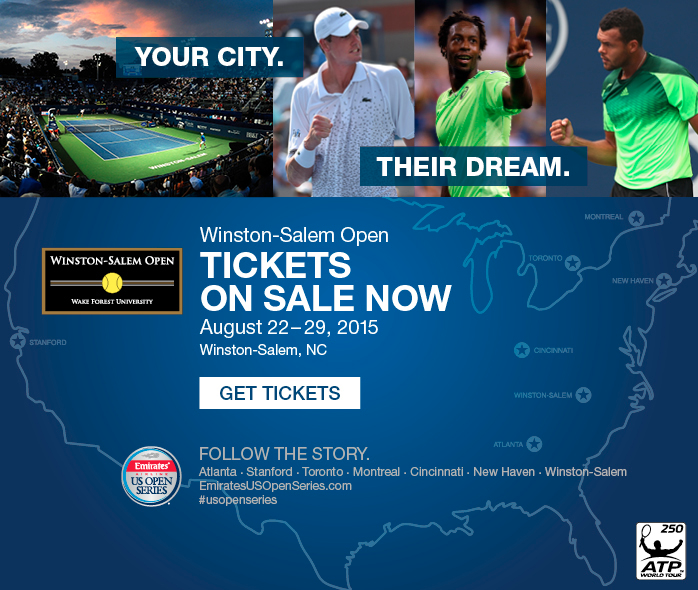 YOUR CITY.
WINSTON-SALEM
THEIR DREAM.
MONTREAL
TORONTO
NEW HAVEN
STANFORD
CINCINNATI
WINSTON-SALEM
ATLANTA
WINSTON-SALEM OPEN
WAKE FOREST UNIVERSITY
Winston-Salem Open
TICKETS
ON SALE NOW
August 22–29, 2015
Winston-Salem, NC
GET TICKETS
Emirates
AIRLINE
US OPEN
SERIES
FOLLOW THE STORY.
Atlanta · Stanford · Toronto · Montreal · Cincinnati · New Haven · Winston-Salem
EmiratesUSOpenSeries.com
#usopenseries
250
ATP
WORLD TOUR